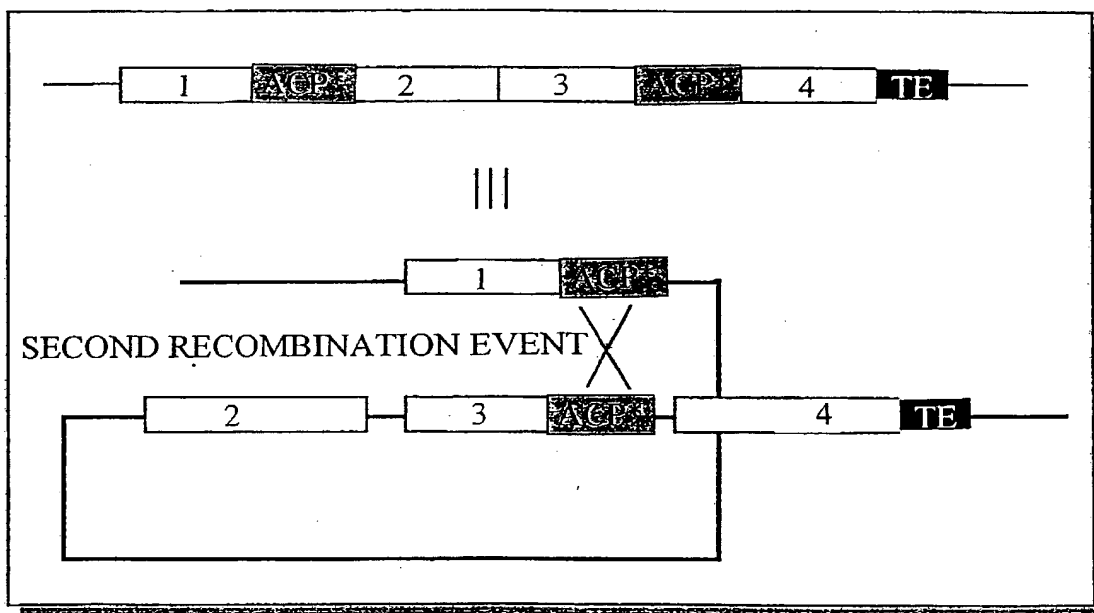 1 ACP 2 3 ACP 4 TE
1 ACP
SECOND RECOMBINATION EVENT
2 3 ACP 4 TE